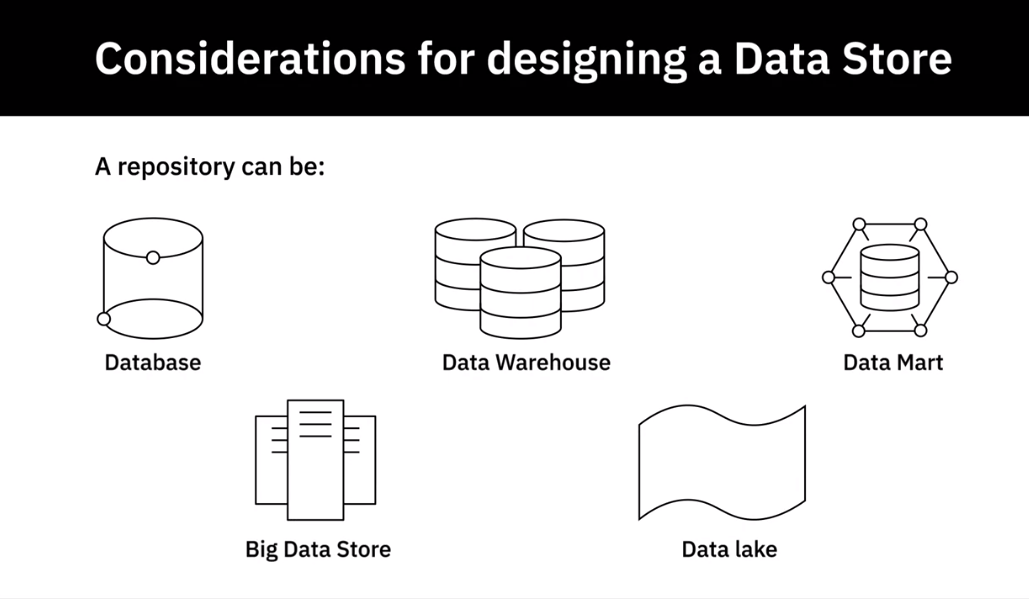 Considerations for designing a Data Store
A repository can be:
Database
Data Warehouse
Data Mart
Big Data Store
Data lake